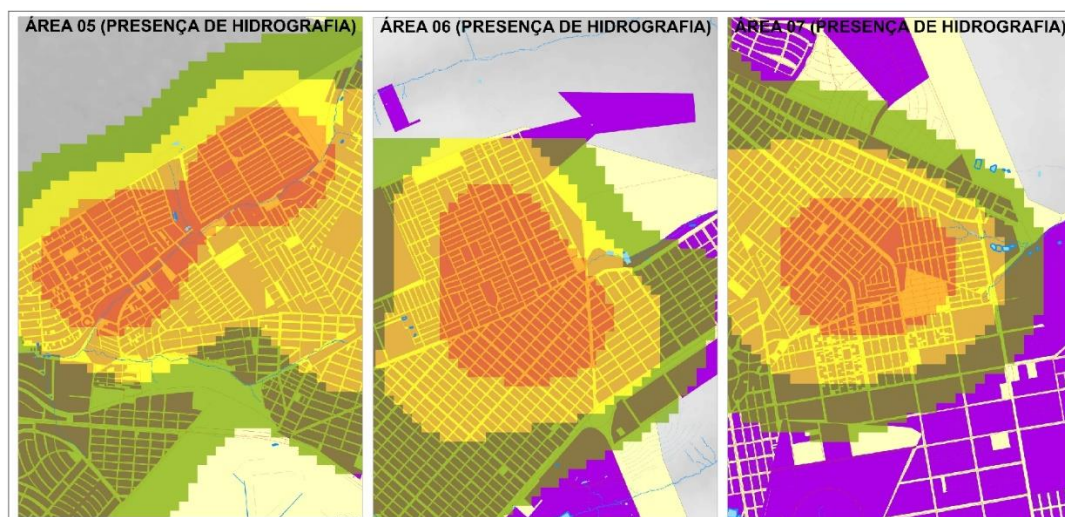 ÁREA 05 (PRESENÇA DE HIDROGRAFIA)
ÁREA 06 (PRESENÇA DE HIDROGRAFIA)
ÁREA 07 (PRESENÇA DE HIDROGRAFIA)